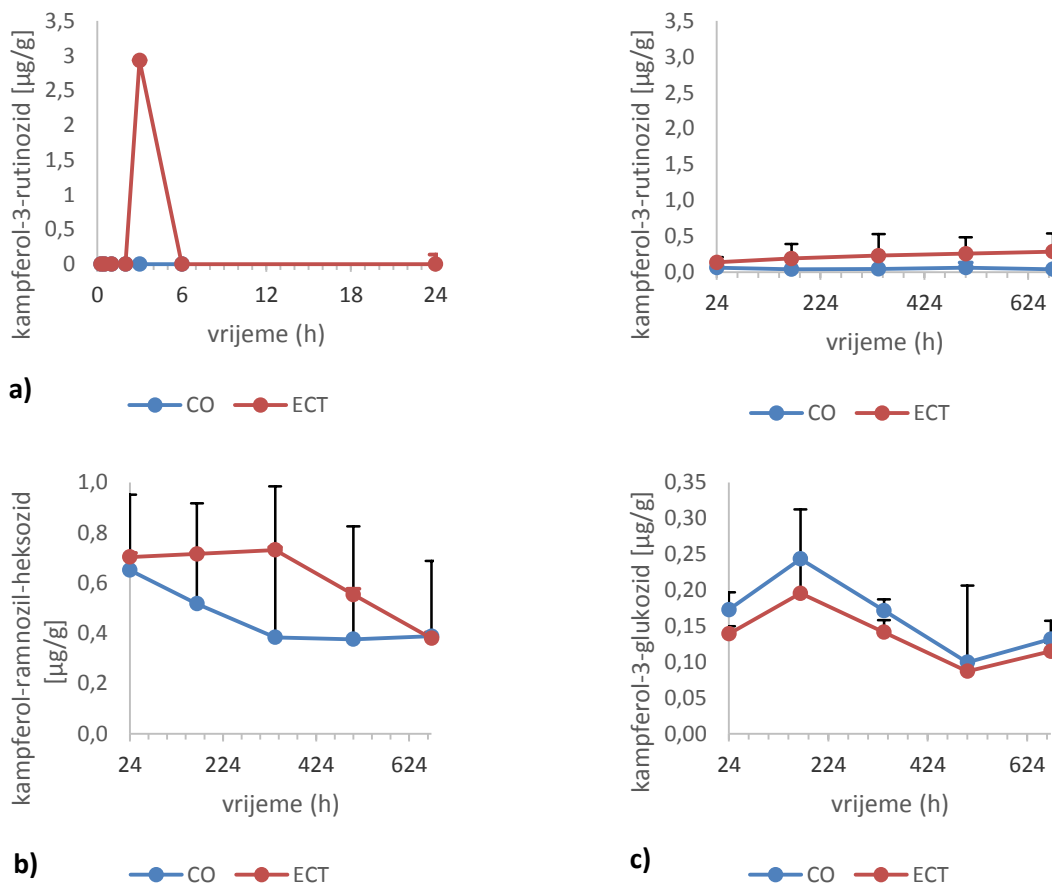 kampferol-3-rutinozid [µg/g]
3,5
3
2,5
2
1,5
1
0,5
0
0 6 12 18 24
vrijeme (h)
kampferol-3-rutinozid [µg/g]
3,5
3,0
2,5
2,0
1,5
1,0
0,5
0,0
24 224 424 624
vrijeme (h)
a)
CO ECT
CO ECT
kampferol-ramnozil-heksozid
[µg/g]
1,0
0,8
0,6
0,4
0,2
0,0
24 224 424 624
vrijeme (h)
kampferol-3-glukozid [µg/g]
0,35
0,30
0,25
0,20
0,15
0,10
0,05
0,00
24 224 424 624
vrijeme (h)
b)
CO ECT
c)
CO ECT